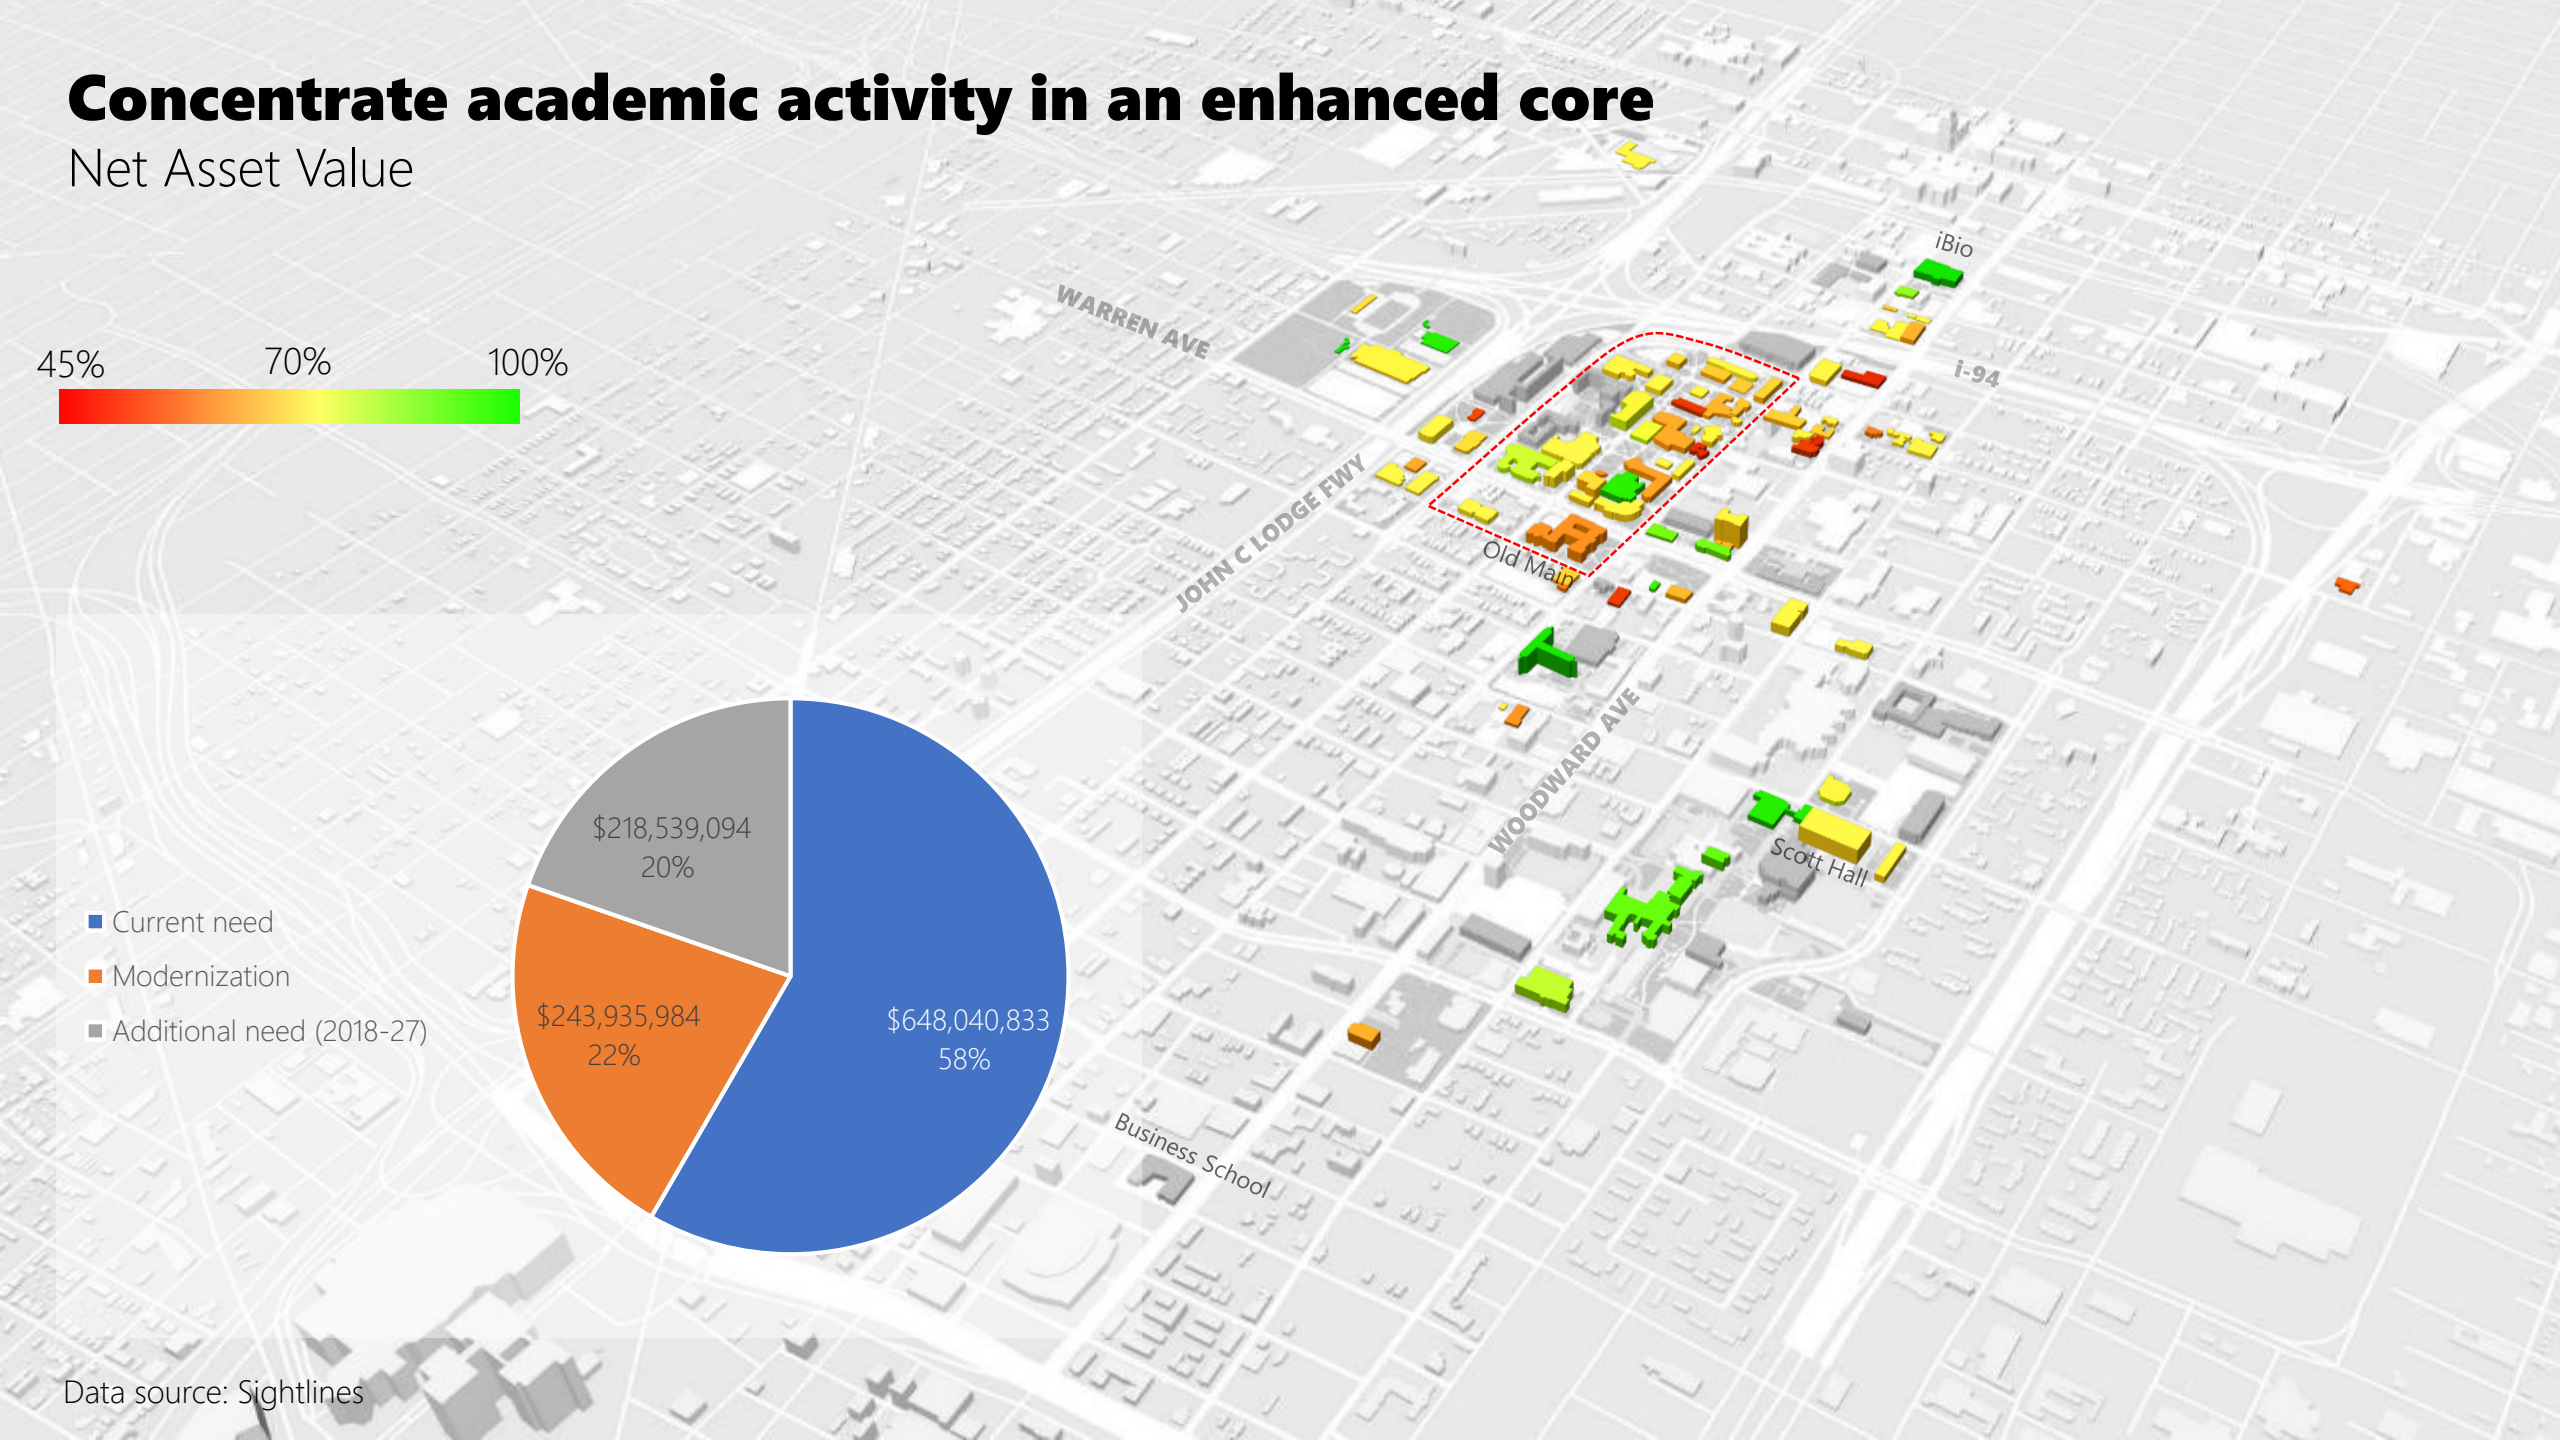 Concentrate academic activity in an enhanced core
Net Asset Value
45%
70%
100%
iBio
WARREN AVE
i-94
JOHN C LODGE FWY
Old Main
WOODWARD AVE
Scott Hall
Business School
$218,539,094
20%
$243,935,984
22%
$648,040,833
58%
Current need
Modernization
Additional need (2018-27)
Data source: Sightlines